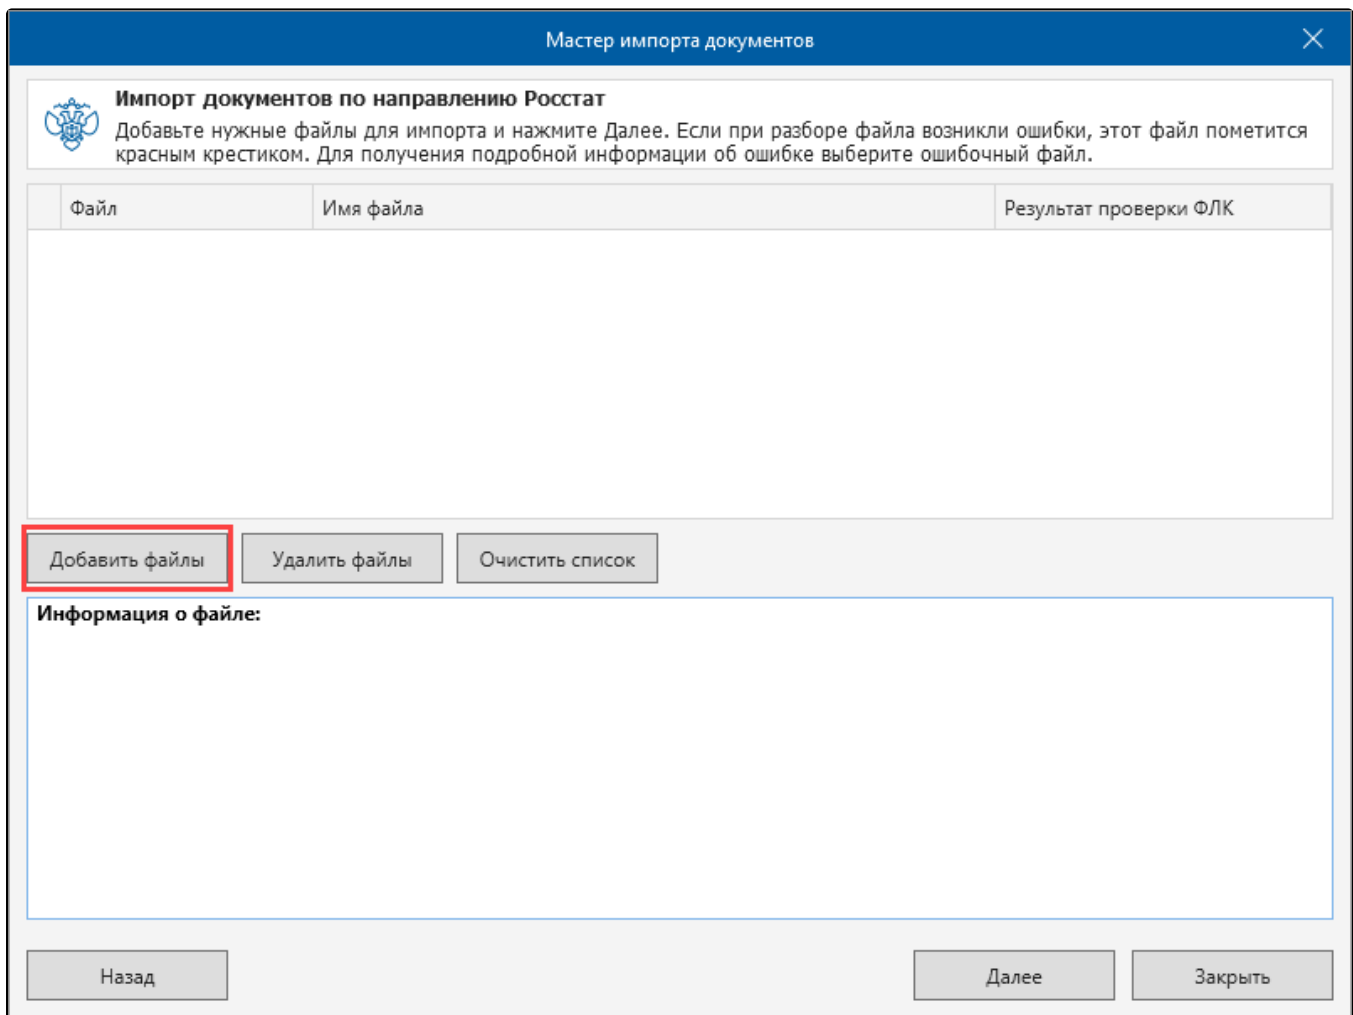 Мастер импорта документов
Импорт документов по направлению Росстат
Добавьте нужные файлы для импорта и нажмите Далее. Если при разборе файла возникли ошибки, этот файл пометится
красным крестиком. Для получения подробной информации об ошибке выберите ошибочный файл.
Файл Имя файла Результат проверки ФЛК
Добавить файлы Удалить файлы Очистить список
Информация о файле:
Назад Далее Закрыть